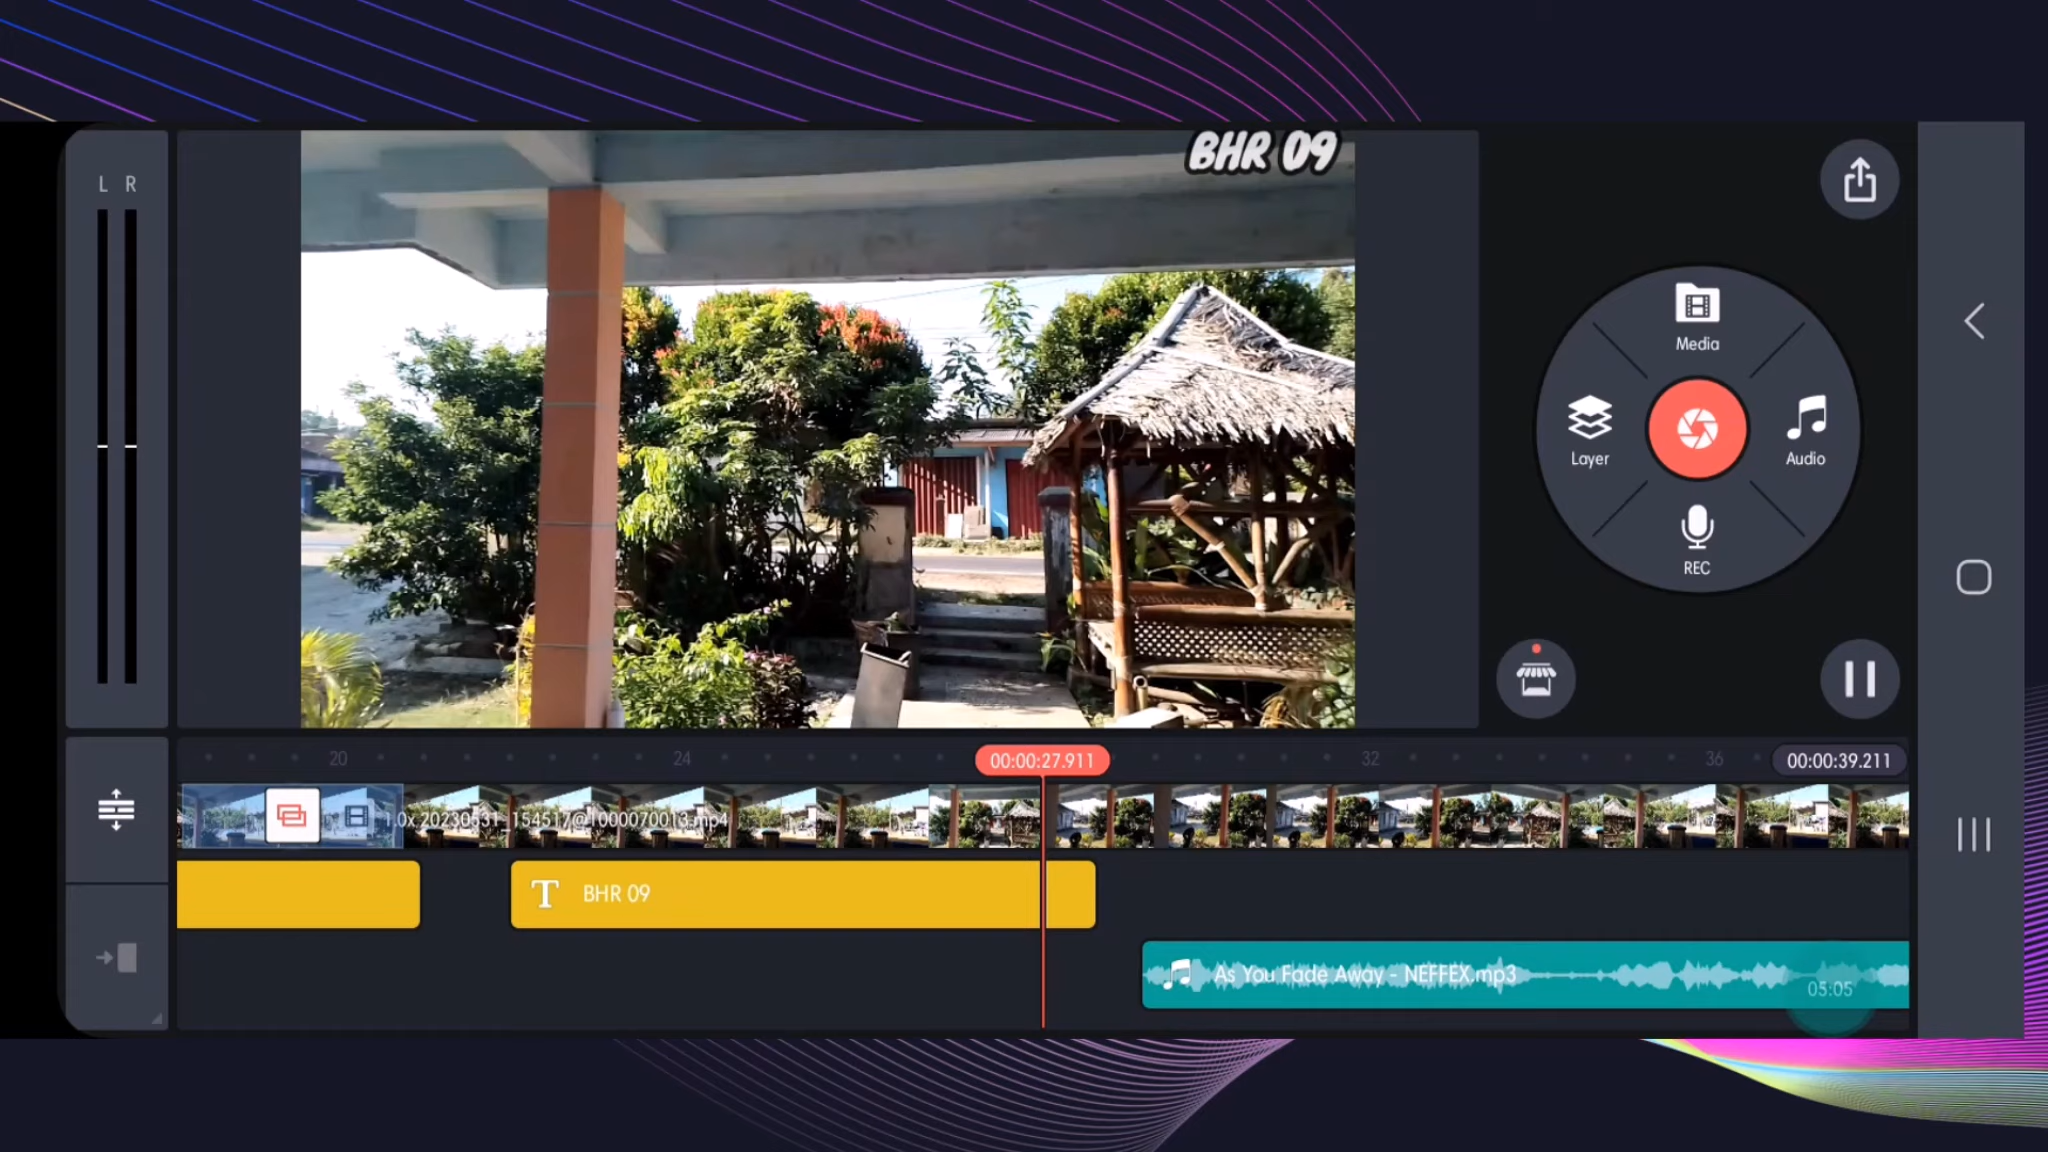 L R
BHR 09
Media
Layer
Audio
REC
20
24
00:00:27.911
32
36
00:00:39.211
1.0x 20230531_154517@1000070013.mp4
BHR 09
As You Fade Away - NEFFEX.mp3
05:05